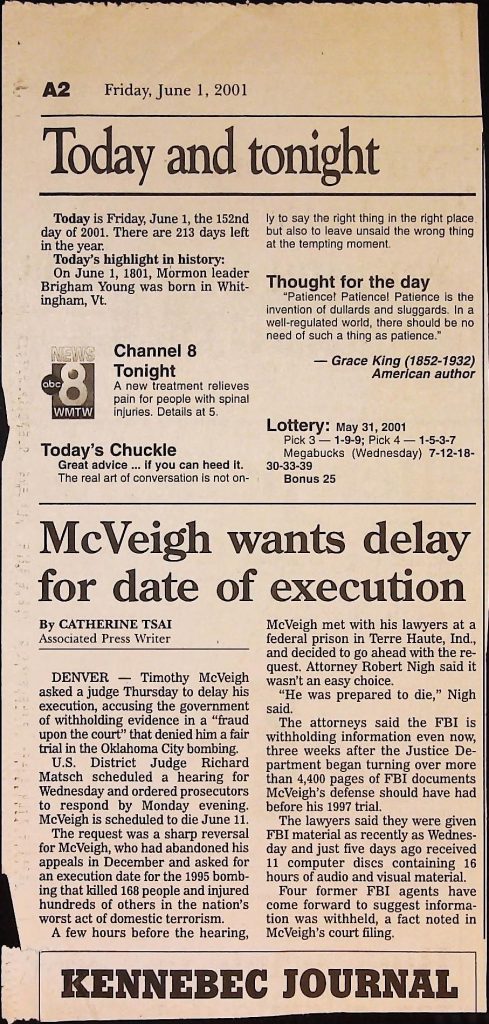 A2 Friday, June 1, 2001
Today and tonight
Today is Friday, June 1, the 152nd
day of 2001. There are 213 days left
in the year.
Today's highlight in history:
On June 1, 1801, Mormon leader
Brigham Young was born in Whit-
ingham, Vt.
NEWS
abc 8
WMTW
Channel 8
Tonight
A new treatment relieves
pain for people with spinal
injuries. Details at 5.
Today's Chuckle
Great advice ... if you can heed it.
The real art of conversation is not on-
ly to say the right thing in the right place
but also to leave unsaid the wrong thing
at the tempting moment.
Thought for the day
"Patience! Patience! Patience is the
invention of dullards and sluggards. In a
well-regulated world, there should be no
need of such a thing as patience."
— Grace King (1852-1932)
American author
Lottery: May 31, 2001
Pick 3 — 1-9-9; Pick 4 — 1-5-3-7
Megabucks (Wednesday) 7-12-18-
30-33-39
Bonus 25
McVeigh wants delay
for date of execution
By CATHERINE TSAI
Associated Press Writer
DENVER — Timothy McVeigh
asked a judge Thursday to delay his
execution, accusing the government
of withholding evidence in a "fraud
upon the court" that denied him a fair
trial in the Oklahoma City bombing.
U.S. District Judge Richard
Matsch scheduled a hearing for
Wednesday and ordered prosecutors
to respond by Monday evening.
McVeigh is scheduled to die June 11.
The request was a sharp reversal
for McVeigh, who had abandoned his
appeals in December and asked for
an execution date for the 1995 bomb-
ing that killed 168 people and injured
hundreds of others in the nation's
worst act of domestic terrorism.
A few hours before the hearing,
McVeigh met with his lawyers at a
federal prison in Terre Haute, Ind.,
and decided to go ahead with the re-
quest. Attorney Robert Nigh said it
wasn't an easy choice.
"He was prepared to die," Nigh
said.
The attorneys said the FBI is
withholding information even now,
three weeks after the Justice De-
partment began turning over more
than 4,400 pages of FBI documents
McVeigh's defense should have had
before his 1997 trial.
The lawyers said they were given
FBI material as recently as Wednes-
day and just five days ago received
11 computer discs containing 16
hours of audio and visual material.
Four former FBI agents have
come forward to suggest informa-
tion was withheld, a fact noted in
McVeigh's court filing.
KENNEBEC JOURNAL